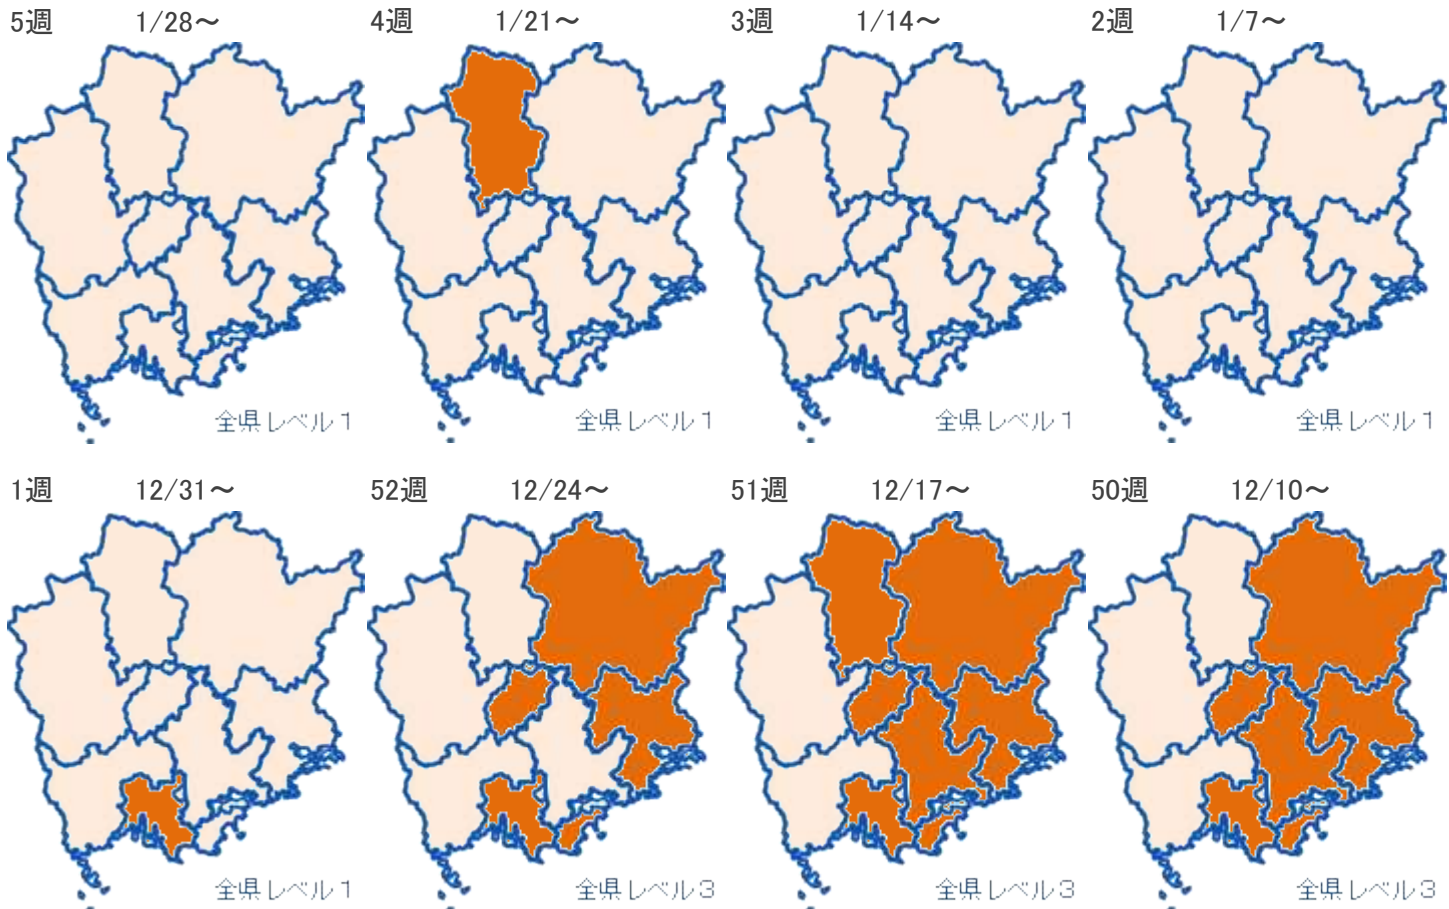 5週 1/28～ 4週 1/21～ 3週 1/14～ 2週 1/7～
全県レベル1 全県レベル1 全県レベル1 全県レベル1
1週 12/31～ 52週 12/24～ 51週 12/17～ 50週 12/10～
全県レベル1 全県レベル3 全県レベル3 全県レベル3